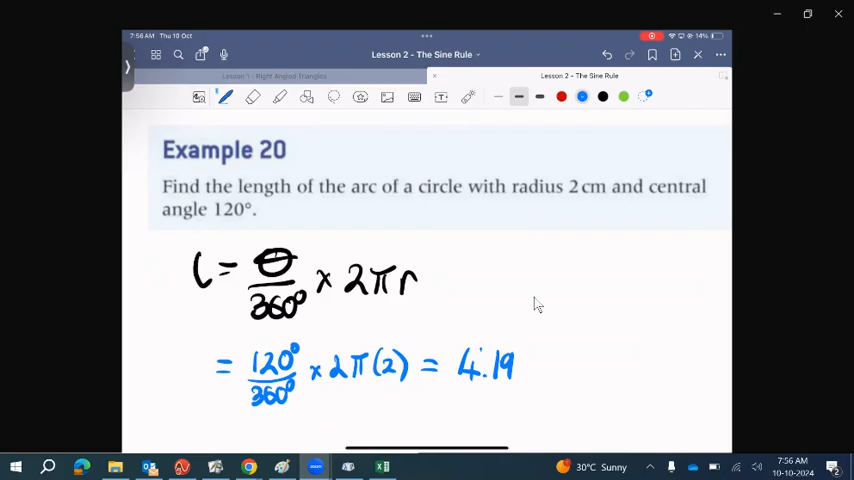 7:56 AM Thu 10 Oct
14%
Lesson 2 - The Sine Rule
Lesson 1 - Right Angled Triangles
Lesson 2 - The Sine Rule
Example 20
Find the length of the arc of a circle with radius 2 cm and central
angle 120°.
l = θ/360° × 2πr
= 120°/360° × 2π(2) = 4.19
30°C Sunny
7:56 AM
10-10-2024
2